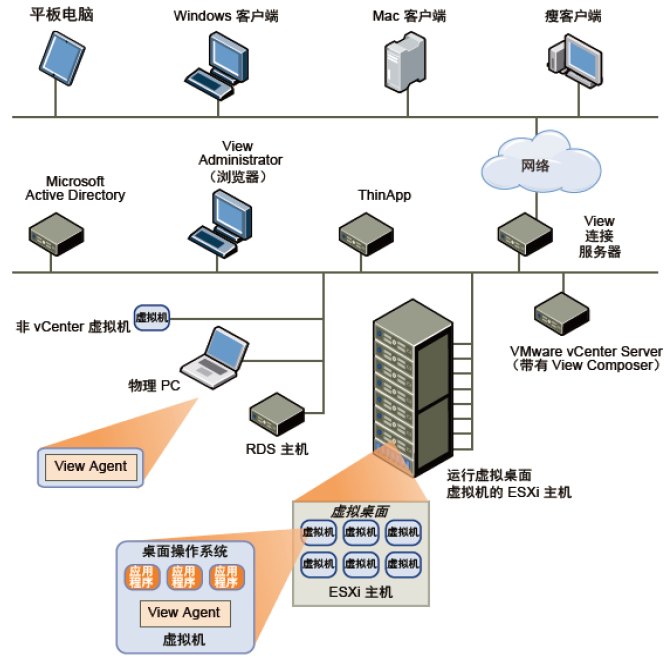 平板电脑
Windows 客户端
Mac 客户端
瘦客户端
网络
Microsoft
Active Directory
View
Administrator
（浏览器）
ThinApp
View
连接
服务器
非 vCenter 虚拟机
虚拟机
VMware vCenter Server
（带有 View Composer）
物理 PC
RDS 主机
View Agent
运行虚拟桌面
虚拟机的 ESXi 主机
虚拟桌面
虚拟机 虚拟机 虚拟机
虚拟机 虚拟机 虚拟机
ESXi 主机
桌面操作系统
应用 应用 应用
程序 程序 程序
View Agent
虚拟机